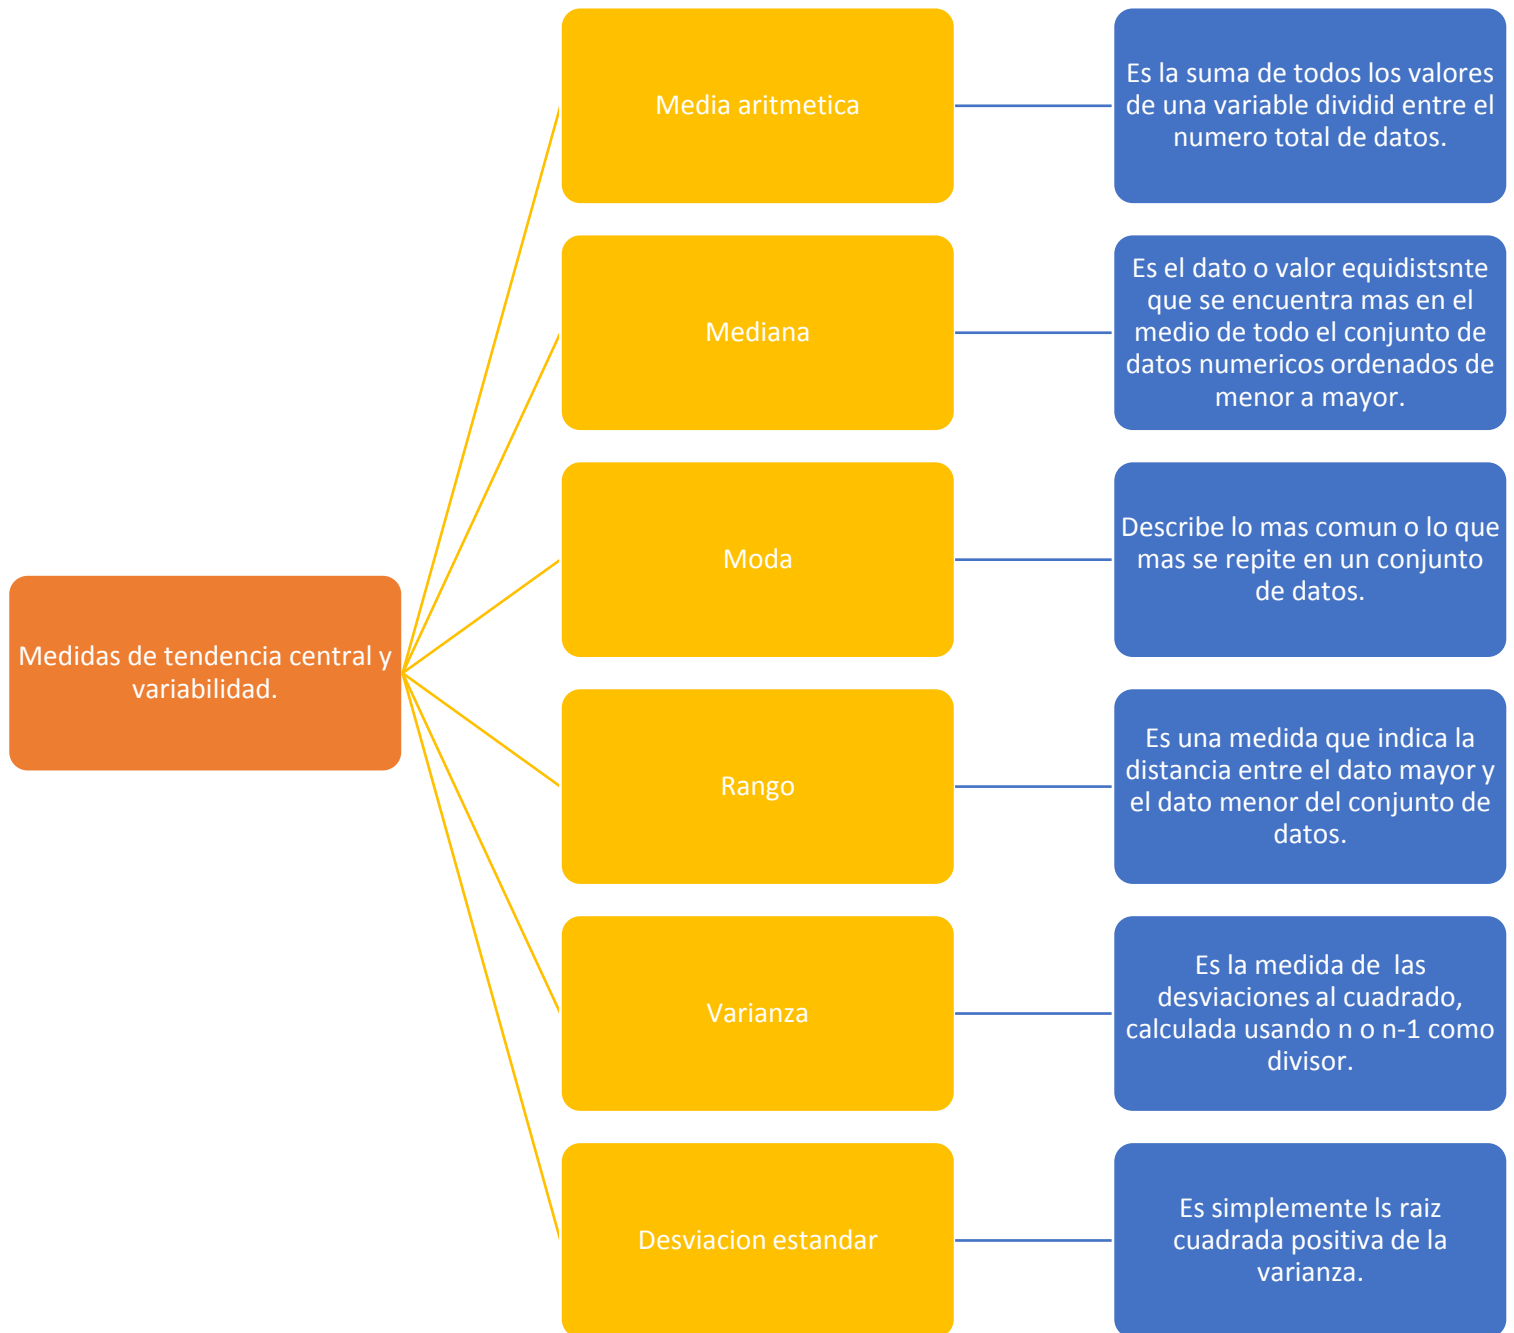 Media aritmetica
Es la suma de todos los valores
de una variable dividid entre el
numero total de datos.
Mediana
Es el dato o valor equidistsnte
que se encuentra mas en el
medio de todo el conjunto de
datos numericos ordenados de
menor a mayor.
Moda
Describe lo mas comun o lo que
mas se repite en un conjunto
de datos.
Medidas de tendencia central y
variabilidad.
Rango
Es una medida que indica la
distancia entre el dato mayor y
el dato menor del conjunto de
datos.
Varianza
Es la medida de  las
desviaciones al cuadrado,
calculada usando n o n-1 como
divisor.
Desviacion estandar
Es simplemente ls raiz
cuadrada positiva de la
varianza.